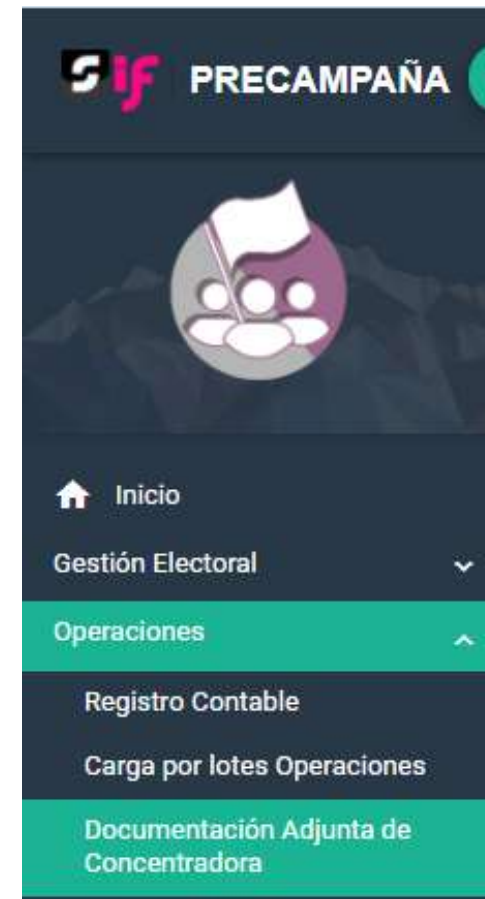 Sif PRECAMPAÑA
Inicio
Gestión Electoral
Operaciones
Registro Contable
Carga por lotes Operaciones
Documentación Adjunta de
Concentradora